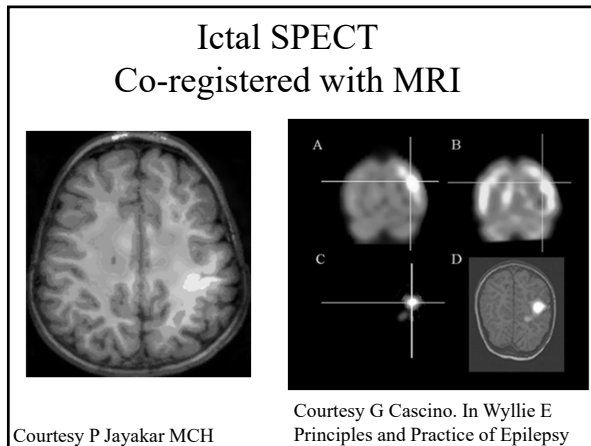 Ictal SPECT
Co-registered with MRI
A
B
C
D
Courtesy P Jayakar MCH
Courtesy G Cascino. In Wyllie E
Principles and Practice of Epilepsy